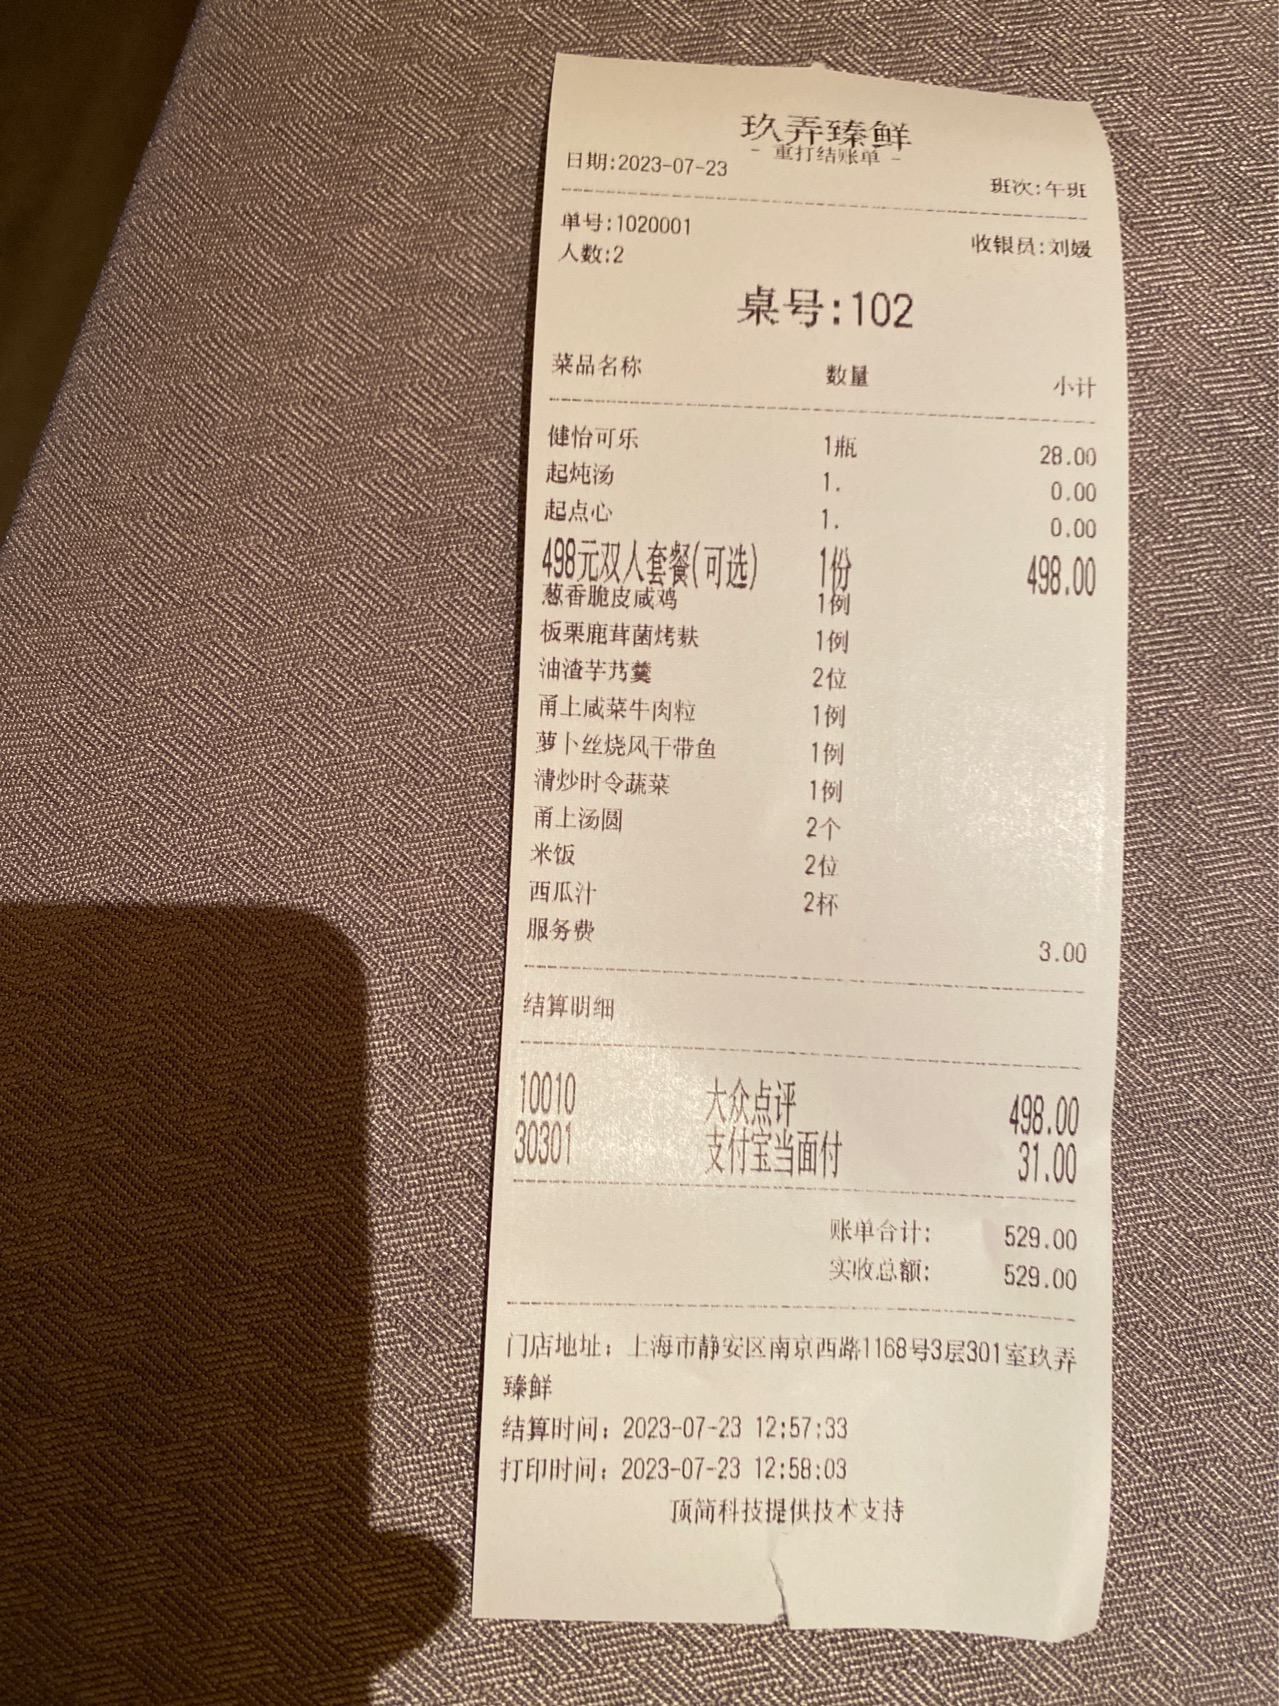 玖弄臻鲜
- 重打结账单 -
日期:2023-07-23 班次:午班
单号:1020001 收银员:刘媛
人数:2
桌号:102
菜品名称 数量 小计
健怡可乐 1瓶 28.00
起炖汤 1. 0.00
起点心 1. 0.00
498元双人套餐(可选) 1份 498.00
葱香脆皮咸鸡 1例
板栗鹿茸菌烤麸 1例
油渣芋艿羹 2位
甬上咸菜牛肉粒 1例
萝卜丝烧风干带鱼 1例
清炒时令蔬菜 1例
甬上汤圆 2个
米饭 2位
西瓜汁 2杯
服务费 3.00
结算明细
10010 大众点评 498.00
30301 支付宝当面付 31.00
账单合计: 529.00
实收总额: 529.00
门店地址：上海市静安区南京西路1168号3层301室玖弄
臻鲜
结算时间：2023-07-23 12:57:33
打印时间：2023-07-23 12:58:03
顶简科技提供技术支持